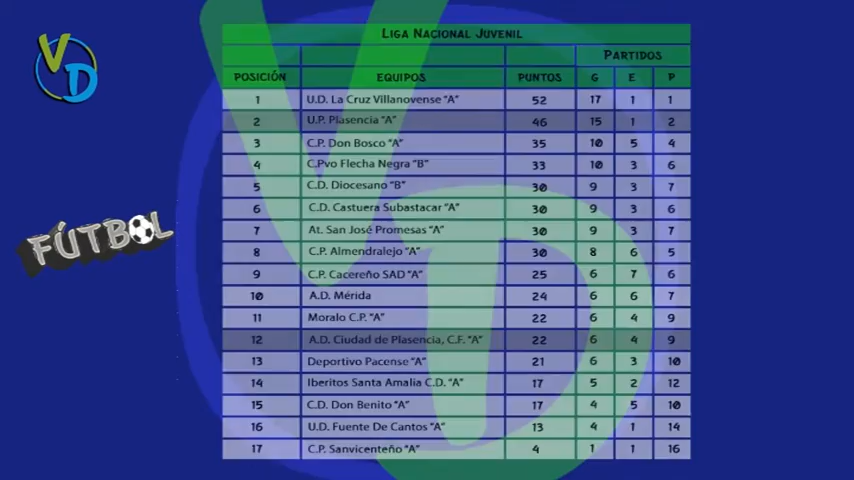 VD
FÚTBOL
LIGA NACIONAL JUVENIL
PARTIDOS
POSICIÓN EQUIPOS PUNTOS G E P
1 U.D. La Cruz Villanovense "A" 52 17 1 1
2 U.P. Plasencia "A" 46 15 1 2
3 C.P. Don Bosco "A" 35 10 5 4
4 C.Pvo Flecha Negra "B" 33 10 3 6
5 C.D. Diocesano "B" 30 9 3 7
6 C.D. Castuera Subastacar "A" 30 9 3 6
7 At. San José Promesas "A" 30 9 3 7
8 C.P. Almendralejo "A" 30 8 6 5
9 C.P. Cacereño SAD "A" 25 6 7 6
10 A.D. Mérida 24 6 6 7
11 Moralo C.P. "A" 22 6 4 9
12 A.D. Ciudad de Plasencia, C.F. "A" 22 6 4 9
13 Deportivo Pacense "A" 21 6 3 10
14 Iberitos Santa Amalia C.D. "A" 17 5 2 12
15 C.D. Don Benito "A" 17 4 5 10
16 U.D. Fuente De Cantos "A" 13 4 1 14
17 C.P. Sanvicenteño "A" 4 1 1 16